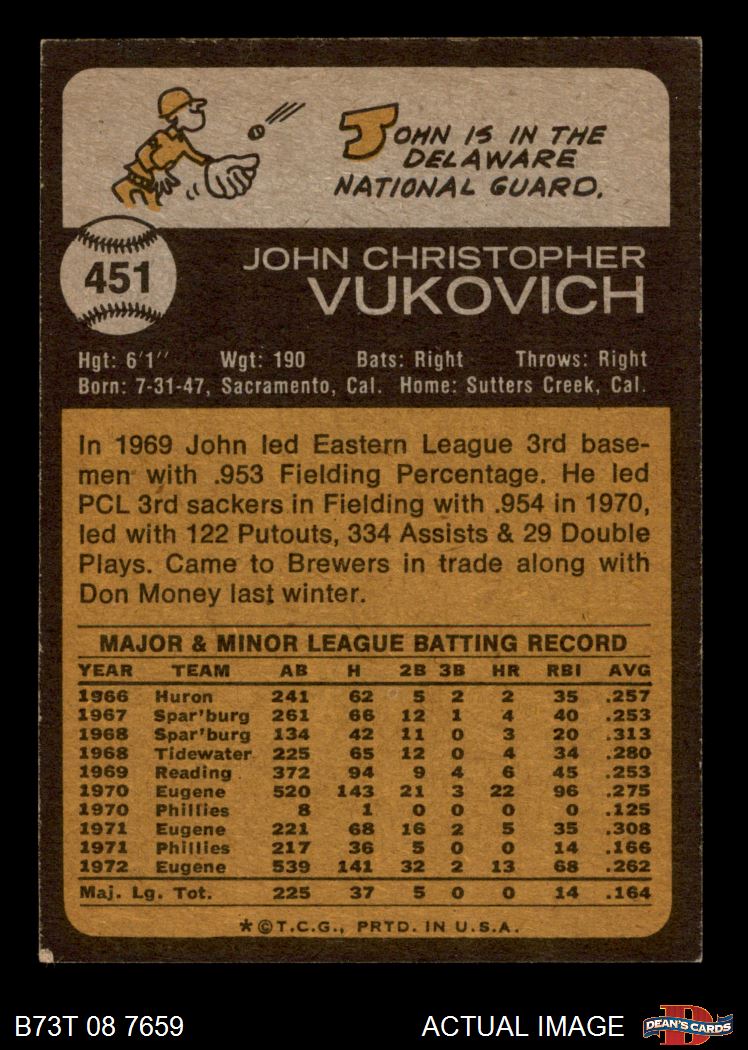 JOHN IS IN THE
DELAWARE
NATIONAL GUARD.
451
JOHN CHRISTOPHER
VUKOVICH
Hgt: 6'1" Wgt: 190 Bats: Right Throws: Right
Born: 7-31-47, Sacramento, Cal. Home: Sutters Creek, Cal.
In 1969 John led Eastern League 3rd base-
men with .953 Fielding Percentage. He led
PCL 3rd sackers in Fielding with .954 in 1970,
led with 122 Putouts, 334 Assists & 29 Double
Plays. Came to Brewers in trade along with
Don Money last winter.
MAJOR & MINOR LEAGUE BATTING RECORD
YEAR TEAM AB H 2B 3B HR RBI AVG
1966 Huron 241 62 5 2 2 35 .257
1967 Spar'burg 261 66 12 1 4 40 .253
1968 Spar'burg 134 42 11 0 3 20 .313
1968 Tidewater 225 65 12 0 4 34 .280
1969 Reading 372 94 9 4 6 45 .253
1970 Eugene 520 143 21 3 22 96 .275
1970 Phillies 8 1 0 0 0 0 .125
1971 Eugene 221 68 16 2 5 35 .308
1971 Phillies 217 36 5 0 0 14 .166
1972 Eugene 539 141 32 2 13 68 .262
Maj. Lg. Tot. 225 37 5 0 0 14 .164
*©T.C.G., PRTD. IN U.S.A.
B73T 08 7659 ACTUAL IMAGE D DEAN'S CARDS